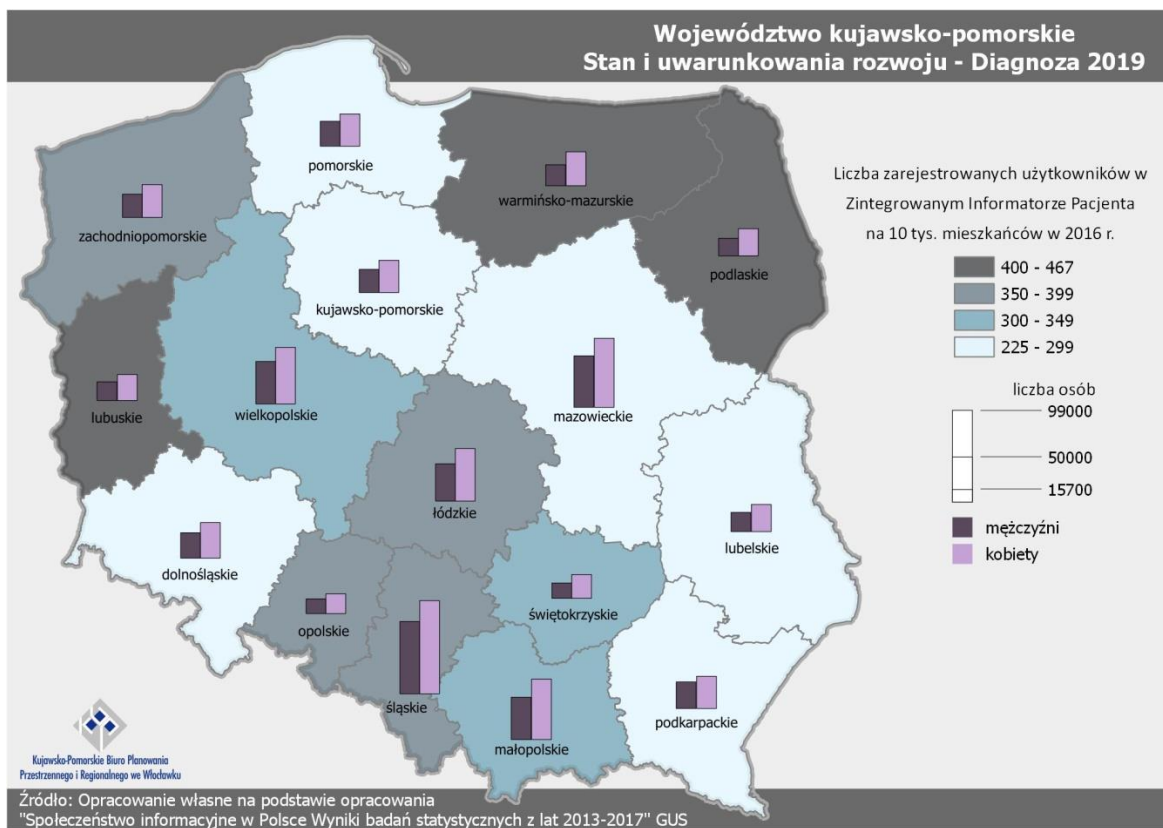 Województwo kujawsko-pomorskie
Stan i uwarunkowania rozwoju - Diagnoza 2019
Liczba zarejestrowanych użytkowników w
Zintegrowanym Informatorze Pacjenta
na 10 tys. mieszkańców w 2016 r.
400 - 467
350 - 399
300 - 349
225 - 299
liczba osób
99000
50000
15700
mężczyźni
kobiety
pomorskie
warmińsko-mazurskie
zachodniopomorskie
podlaskie
kujawsko-pomorskie
lubuskie
wielkopolskie
mazowieckie
łódzkie
lubelskie
dolnośląskie
świętokrzyskie
opolskie
śląskie
podkarpackie
małopolskie
Kujawsko-Pomorskie Biuro Planowania
Przestrzennego i Regionalnego we Włocławku
Źródło: Opracowanie własne na podstawie opracowania
"Społeczeństwo informacyjne w Polsce Wyniki badań statystycznych z lat 2013-2017" GUS